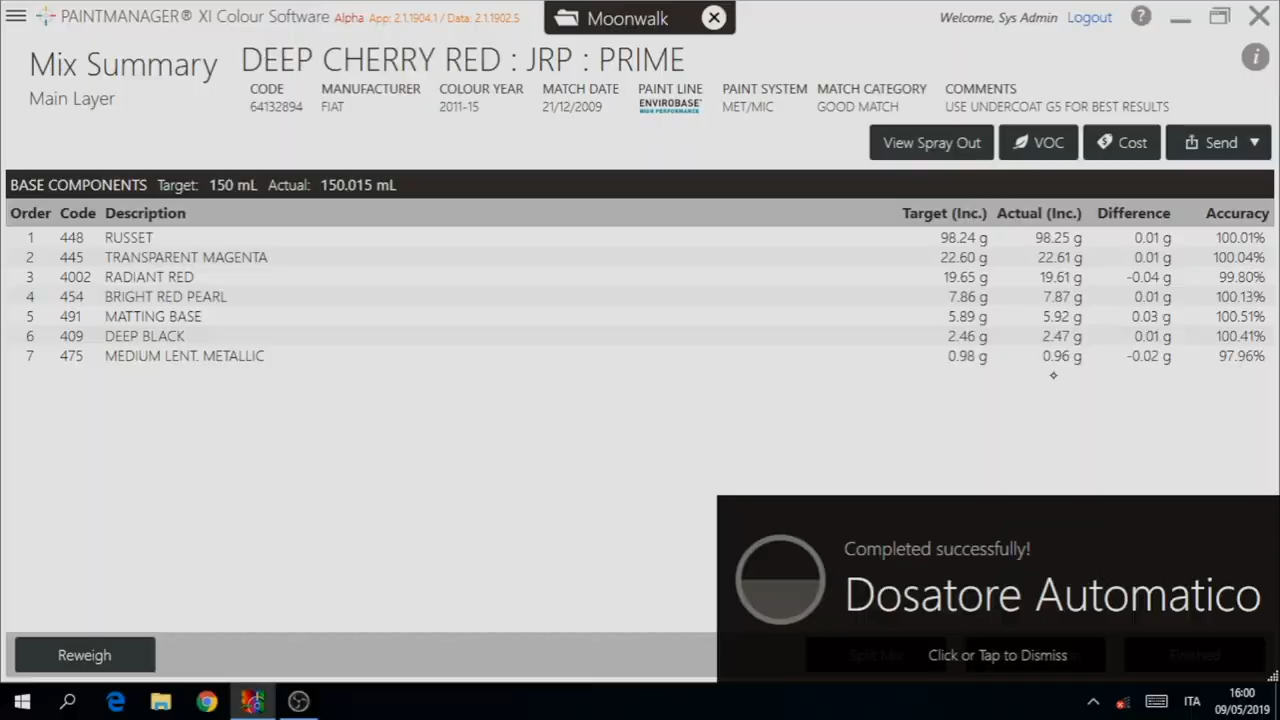 PAINTMANAGER® XI Colour Software Alpha App: 2.1.1904.1 / Data: 2.1.1902.5
Moonwalk
Welcome, Sys Admin Logout
Mix Summary
Main Layer
DEEP CHERRY RED : JRP : PRIME
CODE MANUFACTURER COLOUR YEAR MATCH DATE PAINT LINE PAINT SYSTEM MATCH CATEGORY COMMENTS
64132894 FIAT 2011-15 21/12/2009 ENVIROBASE HIGH PERFORMANCE MET/MIC GOOD MATCH USE UNDERCOAT G5 FOR BEST RESULTS
View Spray Out VOC Cost Send
BASE COMPONENTS Target: 150 mL Actual: 150.015 mL
Order Code Description Target (Inc.) Actual (Inc.) Difference Accuracy
1 448 RUSSET 98.24 g 98.25 g 0.01 g 100.01%
2 445 TRANSPARENT MAGENTA 22.60 g 22.61 g 0.01 g 100.04%
3 4002 RADIANT RED 19.65 g 19.61 g -0.04 g 99.80%
4 454 BRIGHT RED PEARL 7.86 g 7.87 g 0.01 g 100.13%
5 491 MATTING BASE 5.89 g 5.92 g 0.03 g 100.51%
6 409 DEEP BLACK 2.46 g 2.47 g 0.01 g 100.41%
7 475 MEDIUM LENT. METALLIC 0.98 g 0.96 g -0.02 g 97.96%
Completed successfully!
Dosatore Automatico
Click or Tap to Dismiss
Reweigh
Finished
ITA
16:00
09/05/2019